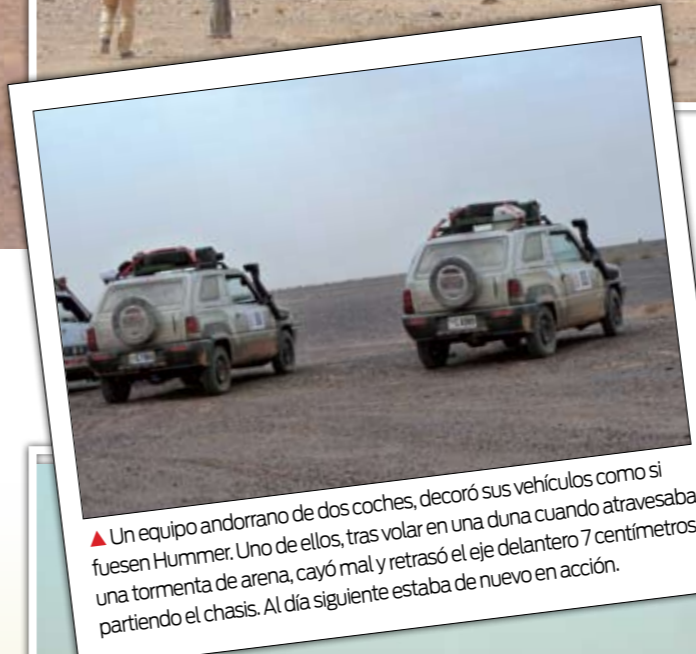 ▲ Un equipo andorrano de dos coches, decoró sus vehículos como si
fuesen Hummer. Uno de ellos, tras volar en una duna cuando atravesaba
una tormenta de arena, cayó mal y retrasó el eje delantero 7 centímetros
partiendo el chasis. Al día siguiente estaba de nuevo en acción.